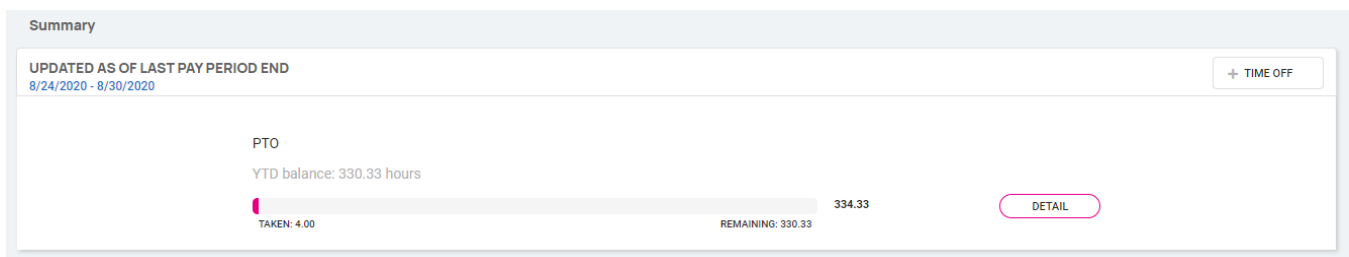 Summary
UPDATED AS OF LAST PAY PERIOD END
8/24/2020 - 8/30/2020
+ TIME OFF
PTO
YTD balance: 330.33 hours
334.33
DETAIL
TAKEN: 4.00
REMAINING: 330.33